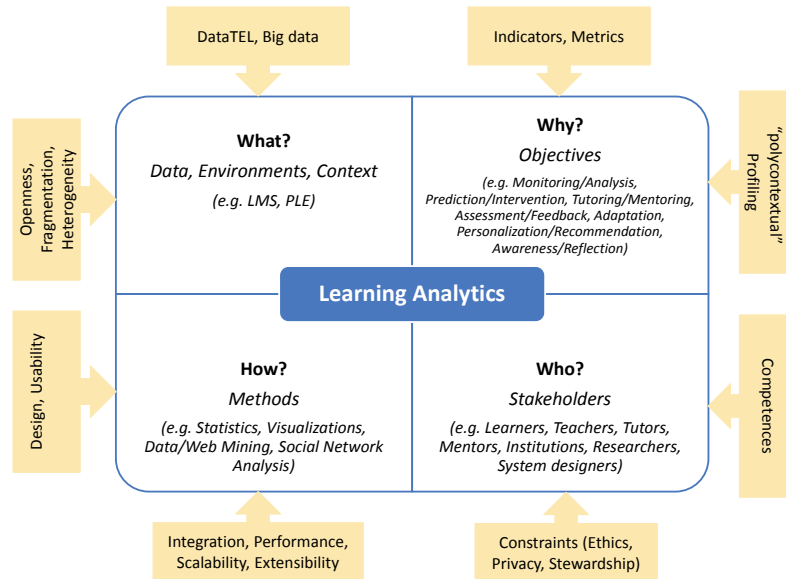 DataTEL, Big data
Indicators, Metrics
Openness,
Fragmentation,
Heterogeneity
What?
Data, Environments, Context
(e.g. LMS, PLE)
Why?
Objectives
(e.g. Monitoring/Analysis,
Prediction/Intervention, Tutoring/Mentoring,
Assessment/Feedback, Adaptation,
Personalization/Recommendation,
Awareness/Reflection)
“polycontextual”
Profiling
Learning Analytics
Design, Usability
How?
Methods
(e.g. Statistics, Visualizations,
Data/Web Mining, Social Network
Analysis)
Who?
Stakeholders
(e.g. Learners, Teachers, Tutors,
Mentors, Institutions, Researchers,
System designers)
Competences
Integration, Performance,
Scalability, Extensibility
Constraints (Ethics,
Privacy, Stewardship)